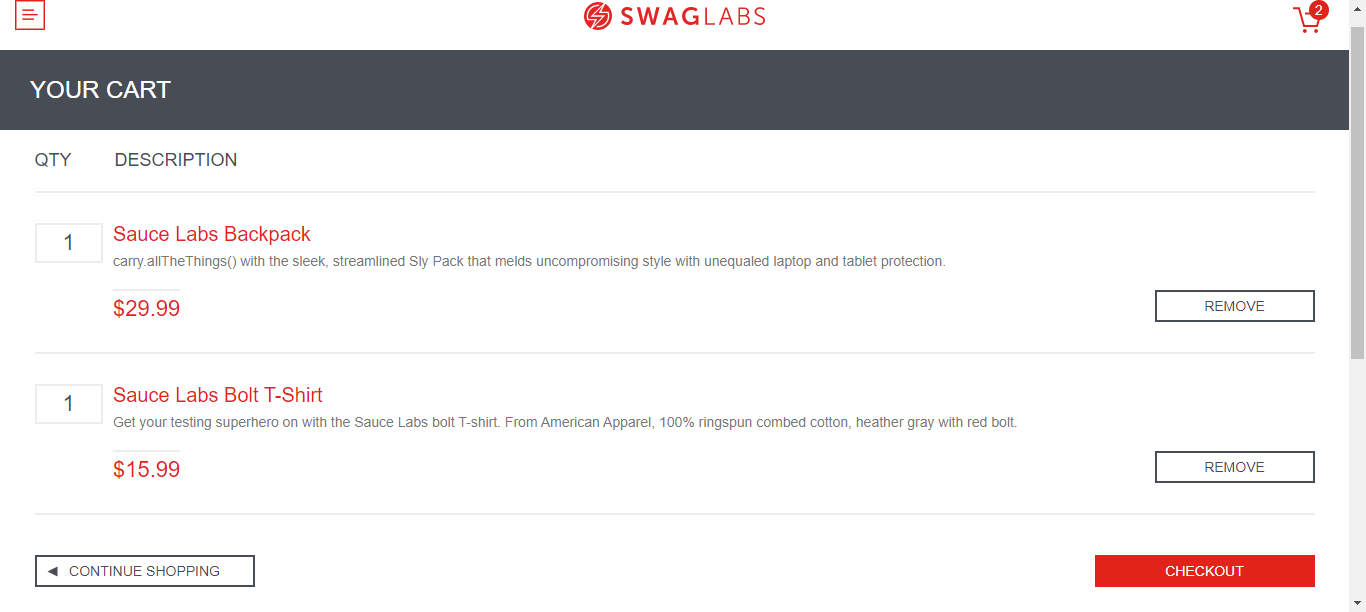 SWAGLABS
2
YOUR CART
QTY DESCRIPTION
1
Sauce Labs Backpack
carry.allTheThings() with the sleek, streamlined Sly Pack that melds uncompromising style with unequaled laptop and tablet protection.
$29.99
REMOVE
1
Sauce Labs Bolt T-Shirt
Get your testing superhero on with the Sauce Labs bolt T-shirt. From American Apparel, 100% ringspun combed cotton, heather gray with red bolt.
$15.99
REMOVE
CONTINUE SHOPPING
CHECKOUT